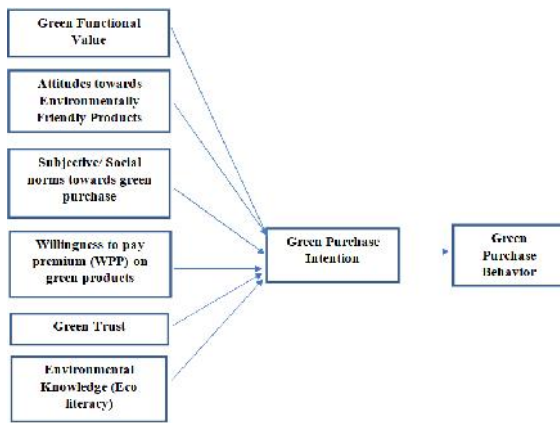 Green Functional
Value
Attitudes towards
Environmentally
Friendly Products
Subjective/ Social
norms towards green
purchase
Willingness to pay
premium (WPP) on
green products
Green Trust
Environmental
Knowledge (Eco
literacy)
Green Purchase
Intention
Green
Purchase
Behavior